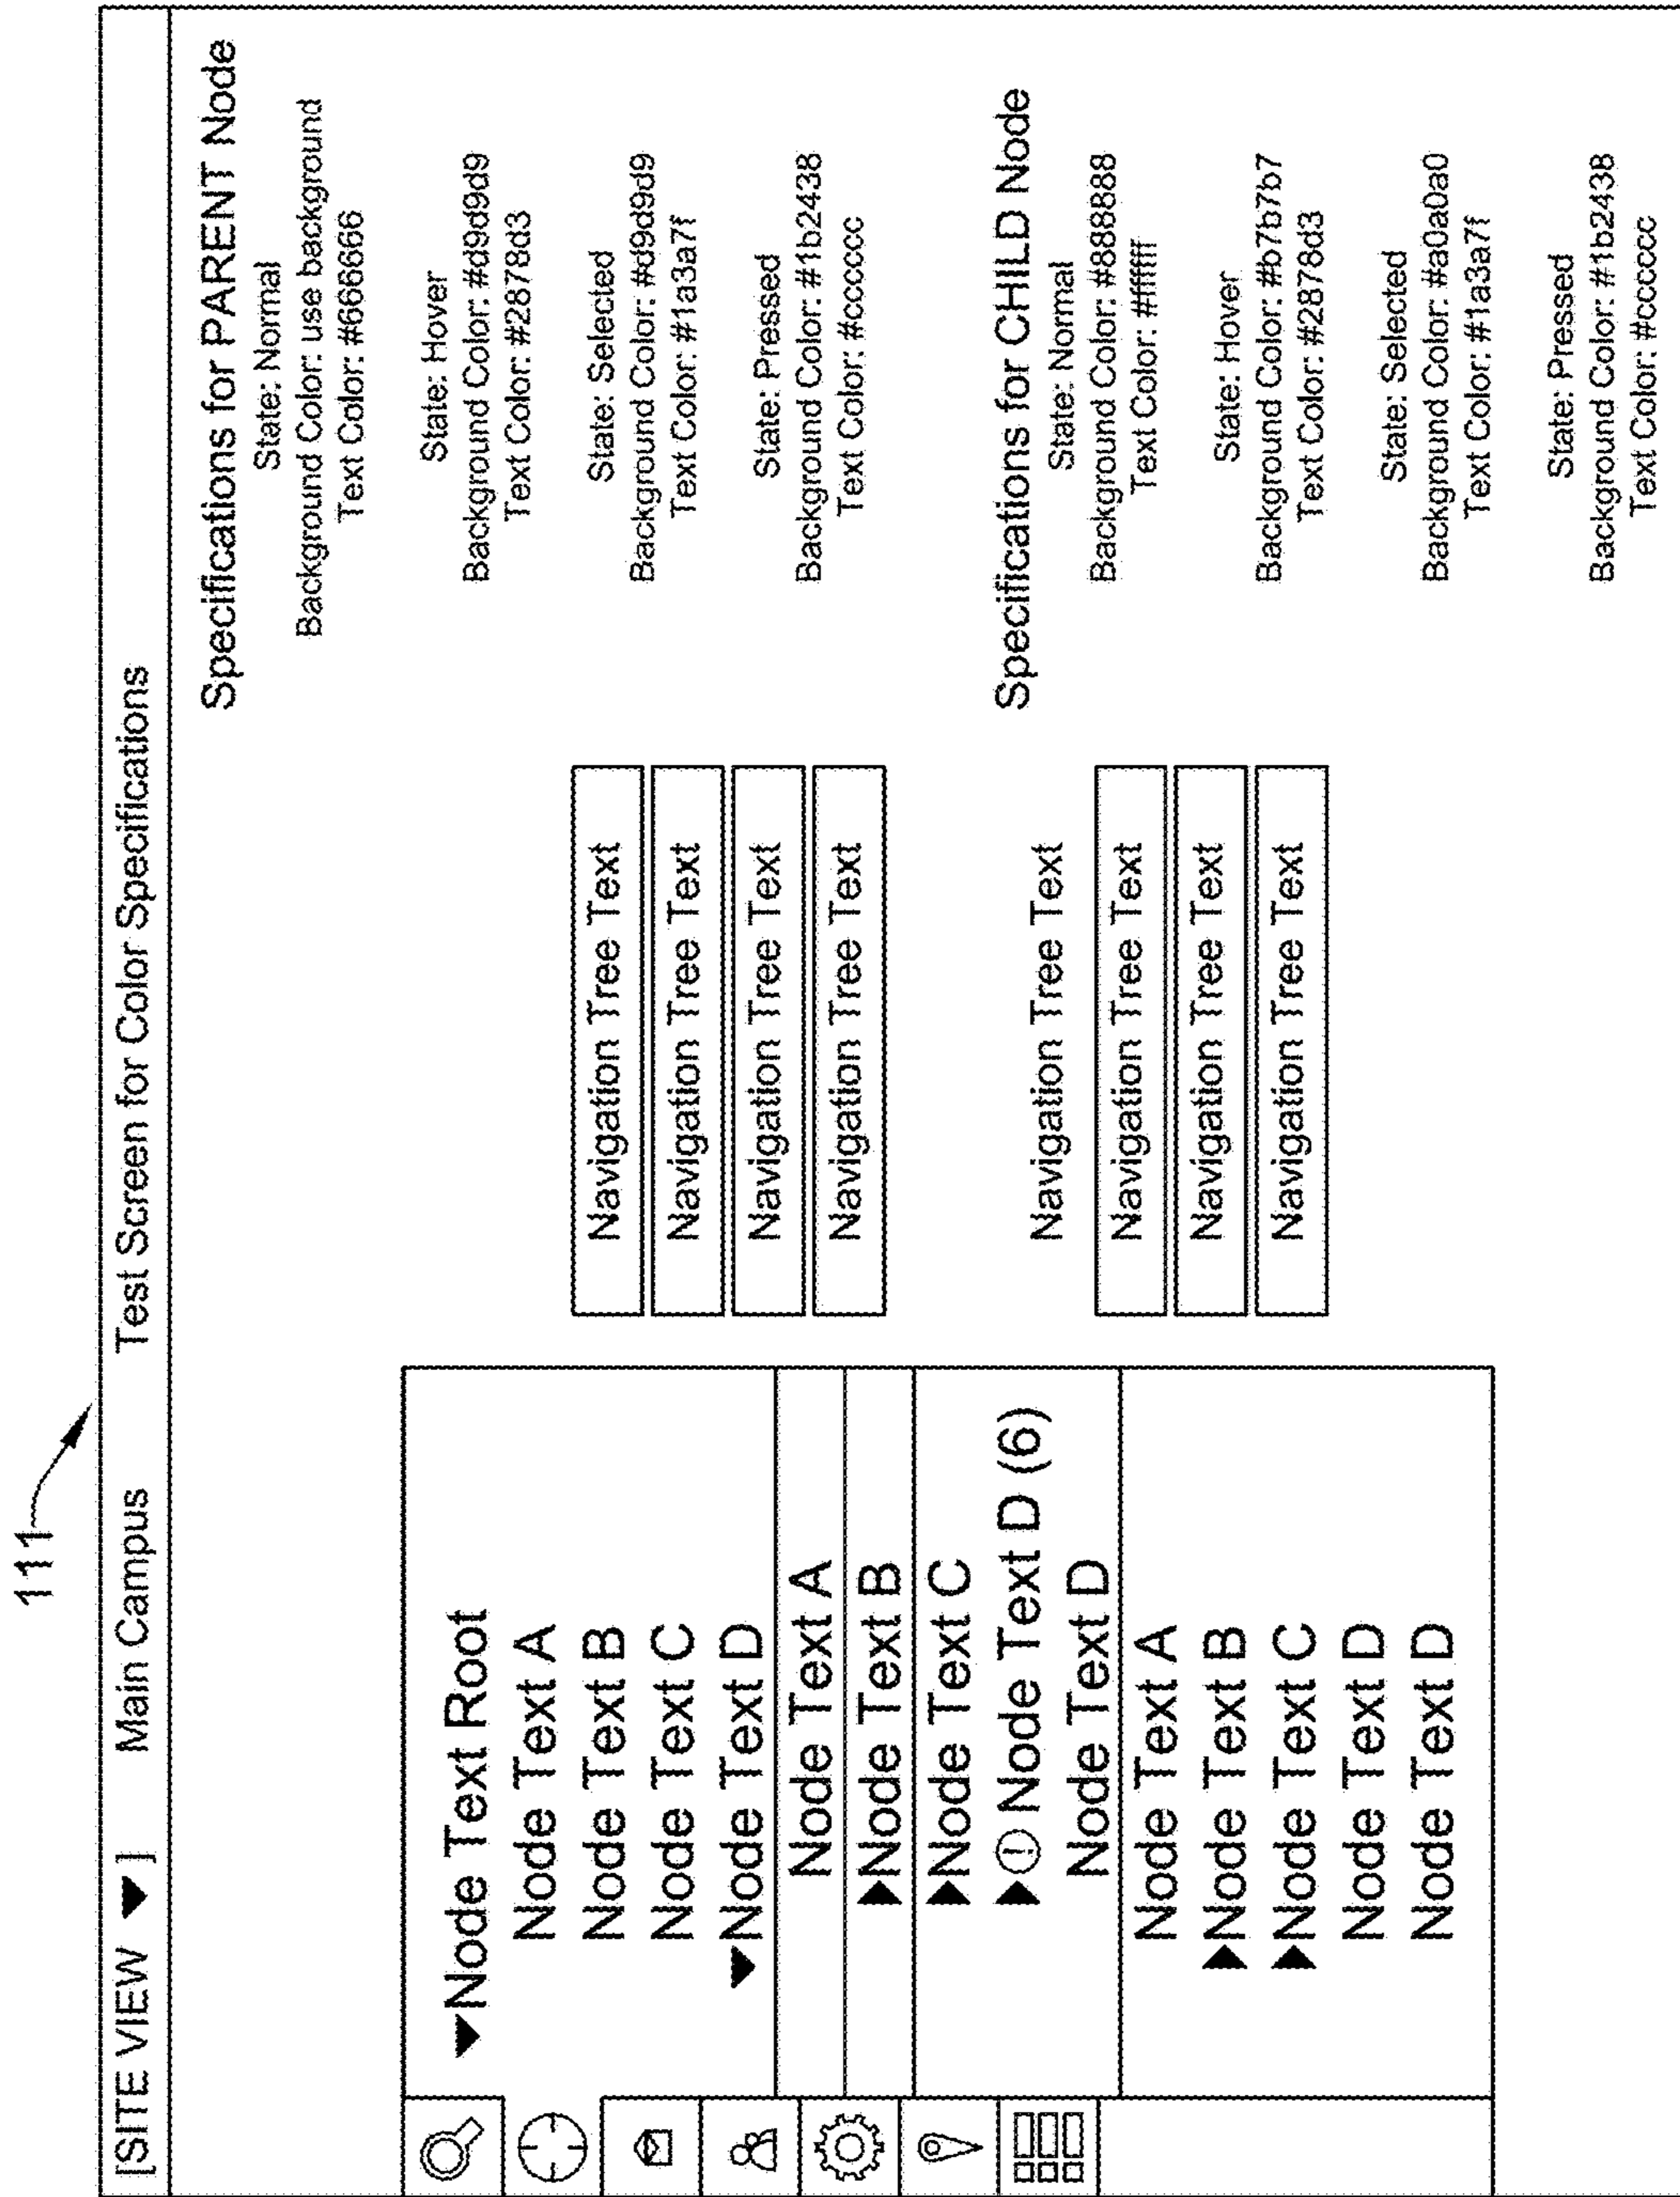 111
[SITE VIEW ▼] Main Campus Test Screen for Color Specifications
▼Node Text Root
Node Text A
Node Text B
Node Text C
▼Node Text D
Node Text A
▶Node Text B
▶Node Text C
▶! Node Text D (6)
Node Text D
Node Text A
▶Node Text B
▶Node Text C
Node Text D
Node Text D
Navigation Tree Text
Navigation Tree Text
Navigation Tree Text
Navigation Tree Text
Navigation Tree Text
Navigation Tree Text
Navigation Tree Text
Navigation Tree Text
Specifications for PARENT Node
State: Normal
Background Color: use background
Text Color: #666666
State: Hover
Background Color: #d9d9d9
Text Color: #2878d3
State: Selected
Background Color: #d9d9d9
Text Color: #1a3a7f
State: Pressed
Background Color: #1b2438
Text Color: #cccccc
Specifications for CHILD Node
State: Normal
Background Color: #888888
Text Color: #ffffff
State: Hover
Background Color: #b7b7b7
Text Color: #2878d3
State: Selected
Background Color: #a0a0a0
Text Color: #1a3a7f
State: Pressed
Background Color: #1b2438
Text Color: #cccccc